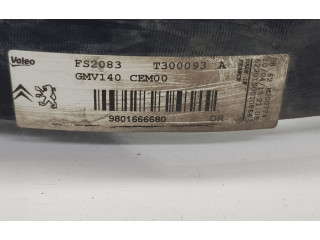 Valeo
FS2083 T300093 A
GMV140 CEM00
9801666680 OR